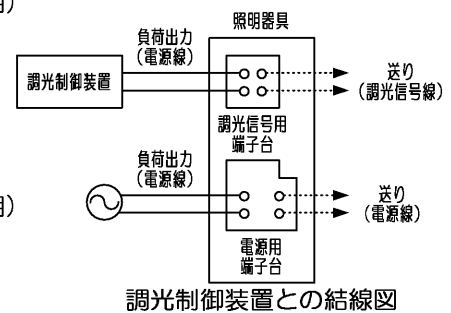 用)
照明器具
負荷出力
(電源線)
調光制御装置
送り
(調光信号線)
調光信号用
端子台
負荷出力
(電源線)
用)
送り
(電源線)
電源用
端子台
調光制御装置との結線図